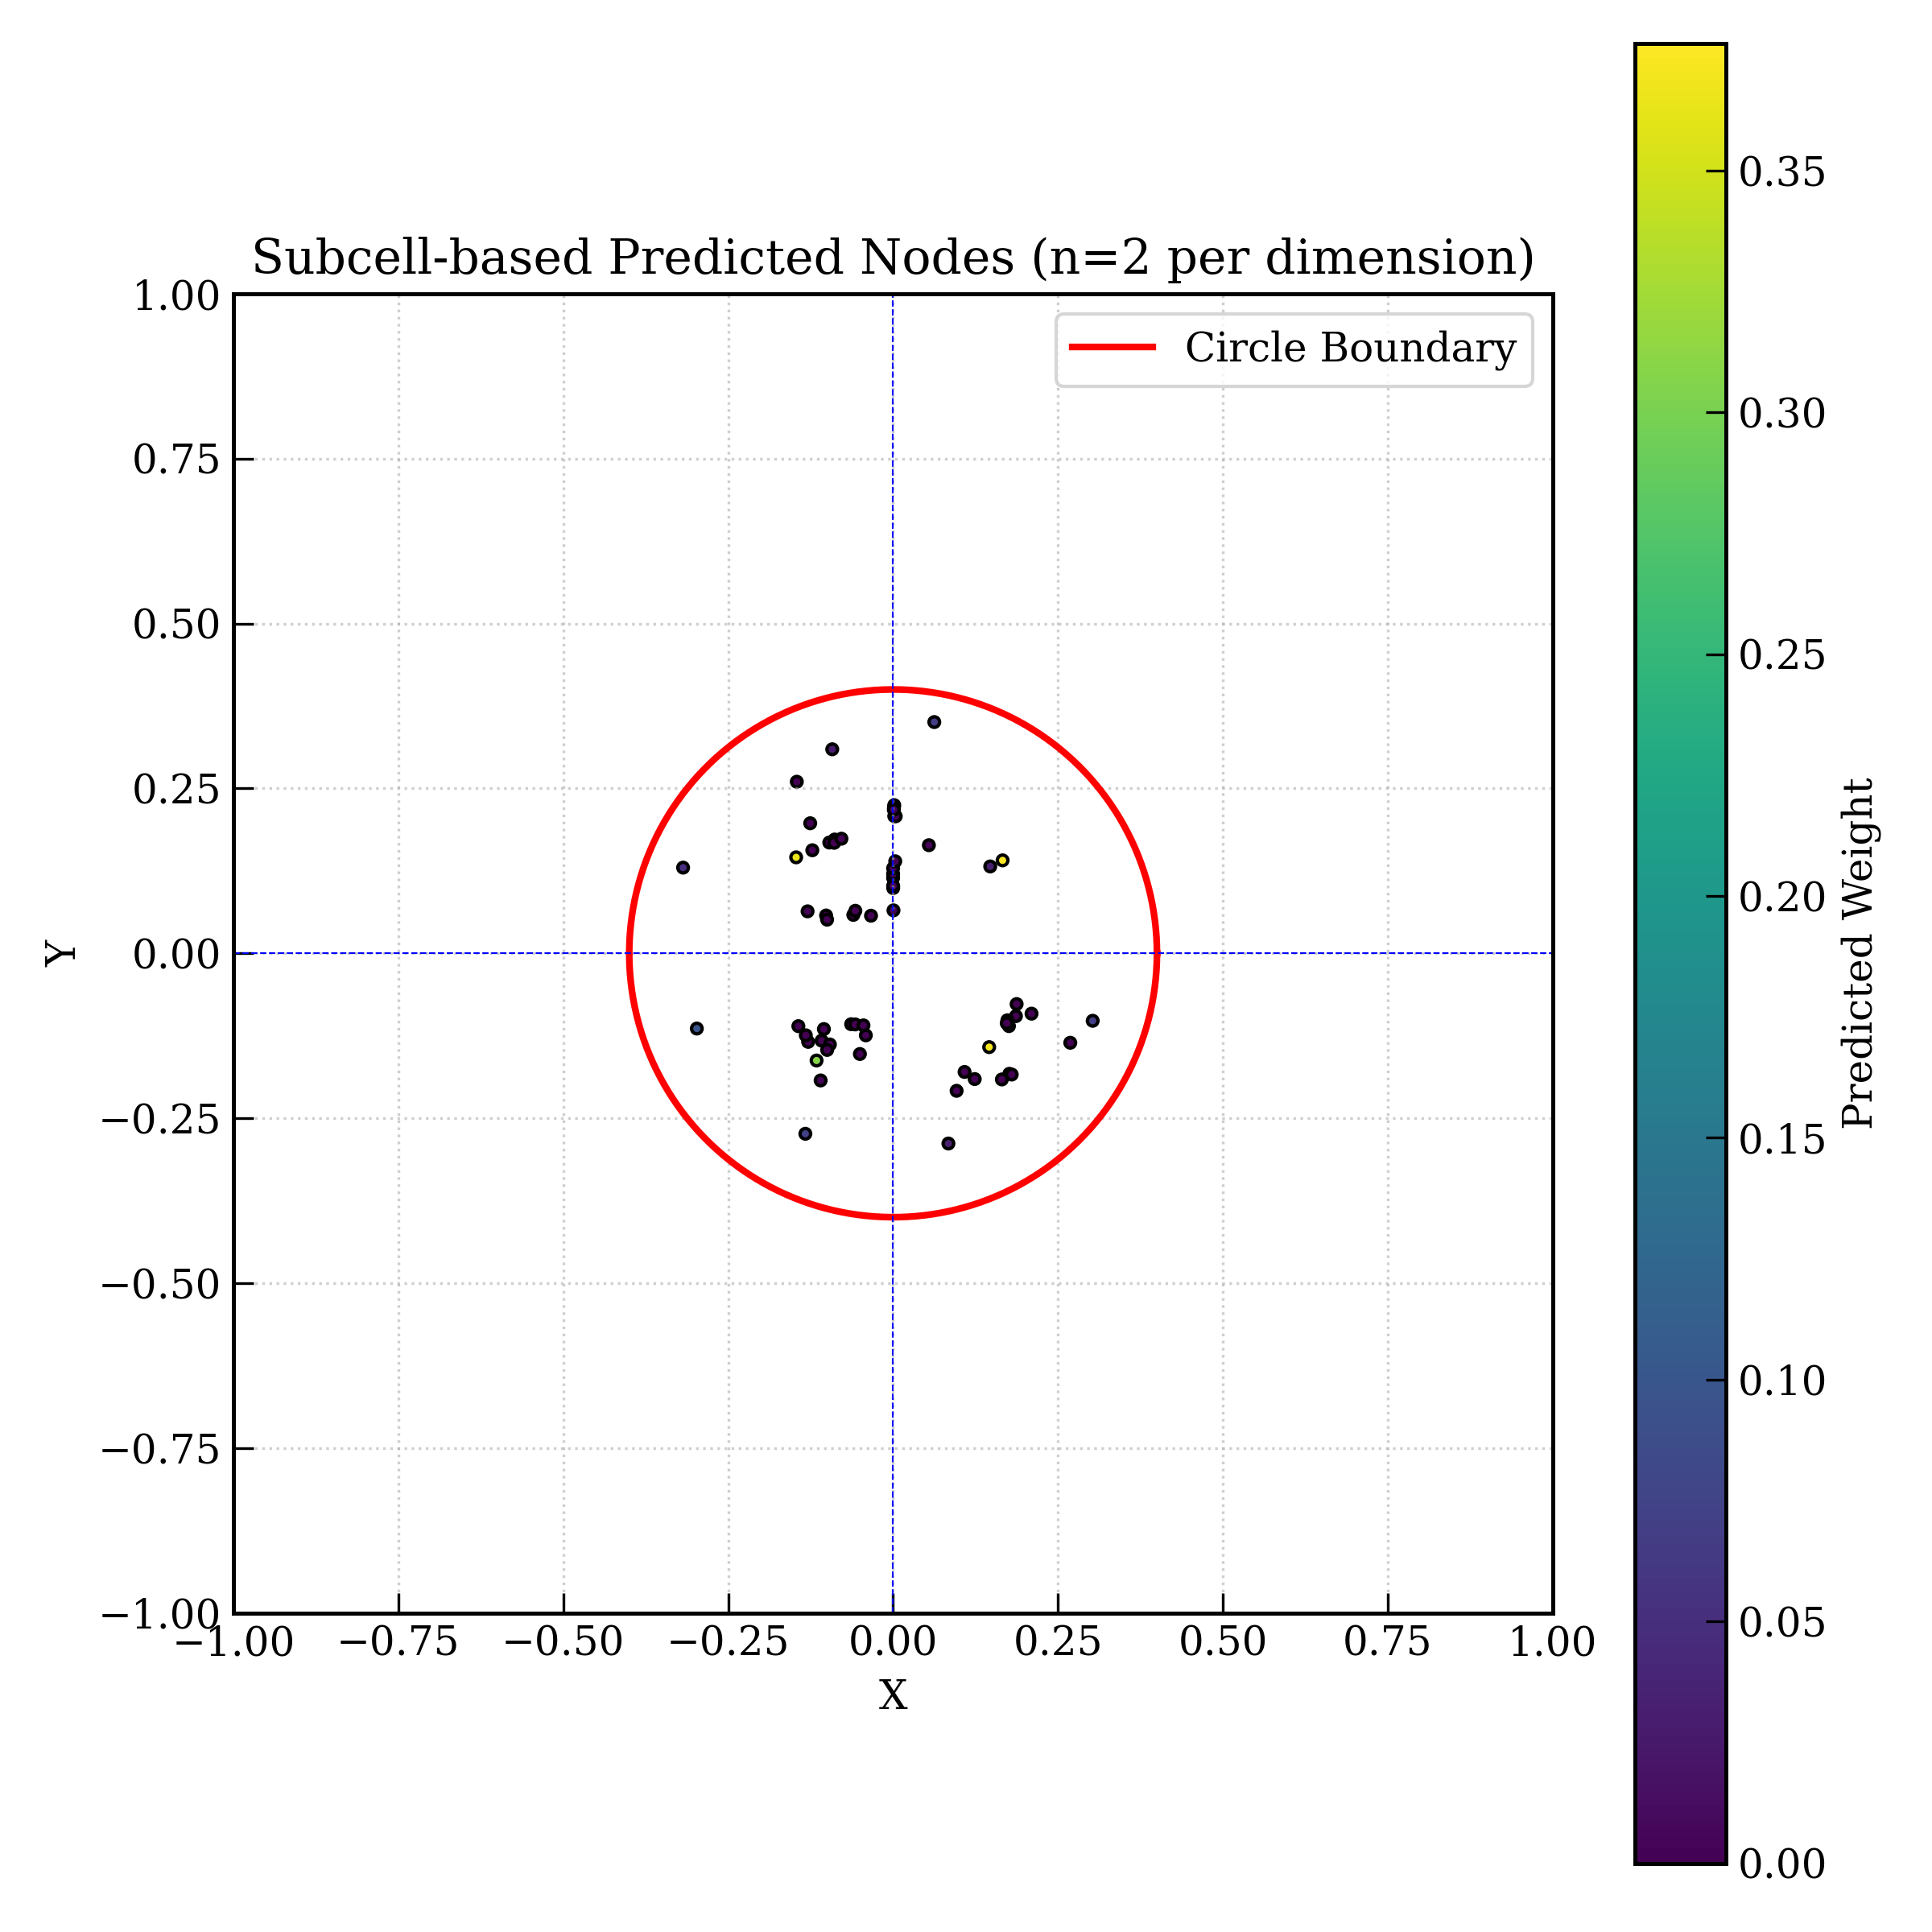 Subcell-based Predicted Nodes (n=2 per dimension)
Circle Boundary
1.00
0.75
0.50
0.25
0.00
−0.25
−0.50
−0.75
−1.00
Y
−1.00 −0.75 −0.50 −0.25 0.00 0.25 0.50 0.75 1.00
X
0.35
0.30
0.25
0.20
0.15
0.10
0.05
0.00
Predicted Weight